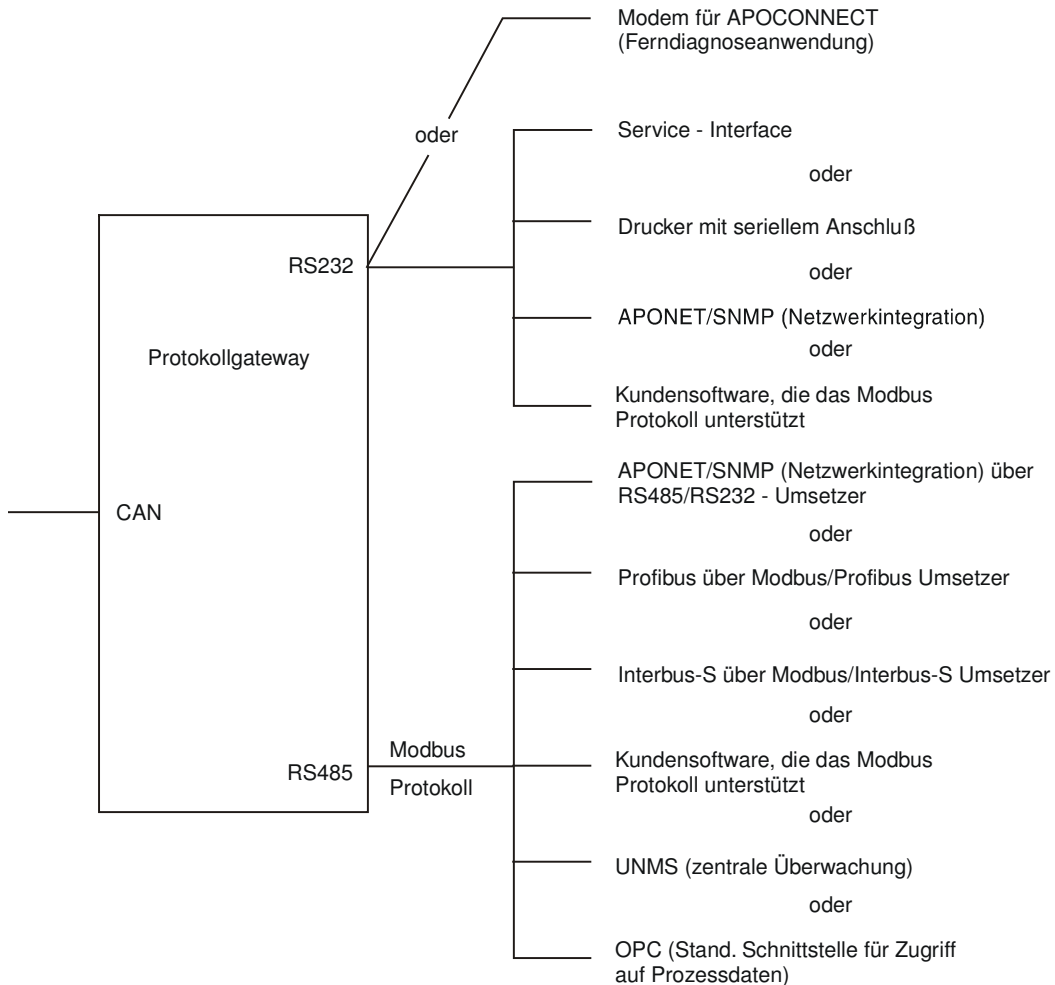 Modem für APOCONNECT
(Ferndiagnoseanwendung)
oder
Service - Interface
oder
Drucker mit seriellem Anschluß
oder
RS232
APONET/SNMP (Netzwerkintegration)
oder
Protokollgateway
Kundensoftware, die das Modbus
Protokoll unterstützt
APONET/SNMP (Netzwerkintegration) über
RS485/RS232 - Umsetzer
CAN
oder
Profibus über Modbus/Profibus Umsetzer
oder
Interbus-S über Modbus/Interbus-S Umsetzer
oder
RS485
Modbus
Protokoll
Kundensoftware, die das Modbus
Protokoll unterstützt
oder
UNMS (zentrale Überwachung)
oder
OPC (Stand. Schnittstelle für Zugriff
auf Prozessdaten)